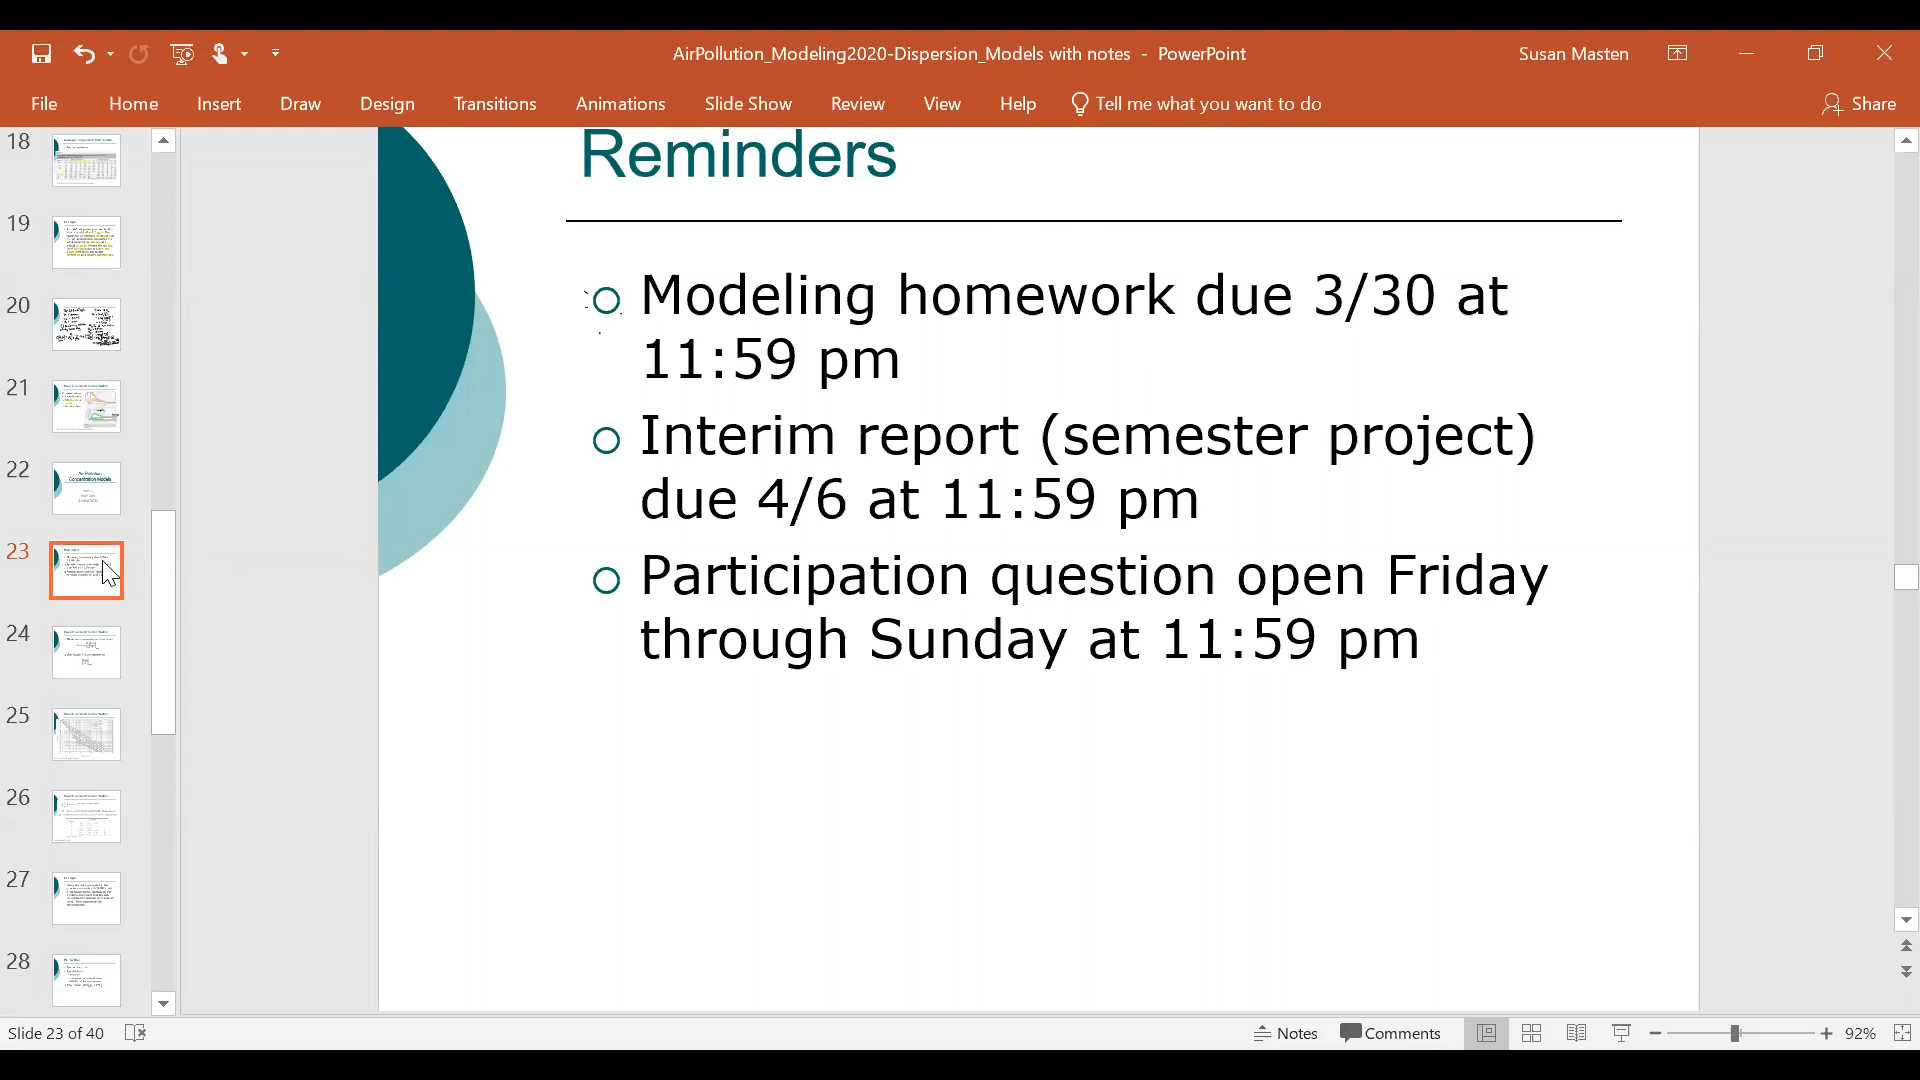 AirPollution_Modeling2020-Dispersion_Models with notes - PowerPoint
Susan Masten
File Home Insert Draw Design Transitions Animations Slide Show Review View Help Tell me what you want to do Share
18
19
20
21
22
Air Pollution
Concentration Models
23
24
25
26
27
28
Reminders
Modeling homework due 3/30 at
11:59 pm
Interim report (semester project)
due 4/6 at 11:59 pm
Participation question open Friday
through Sunday at 11:59 pm
Slide 23 of 40
Notes Comments 92%